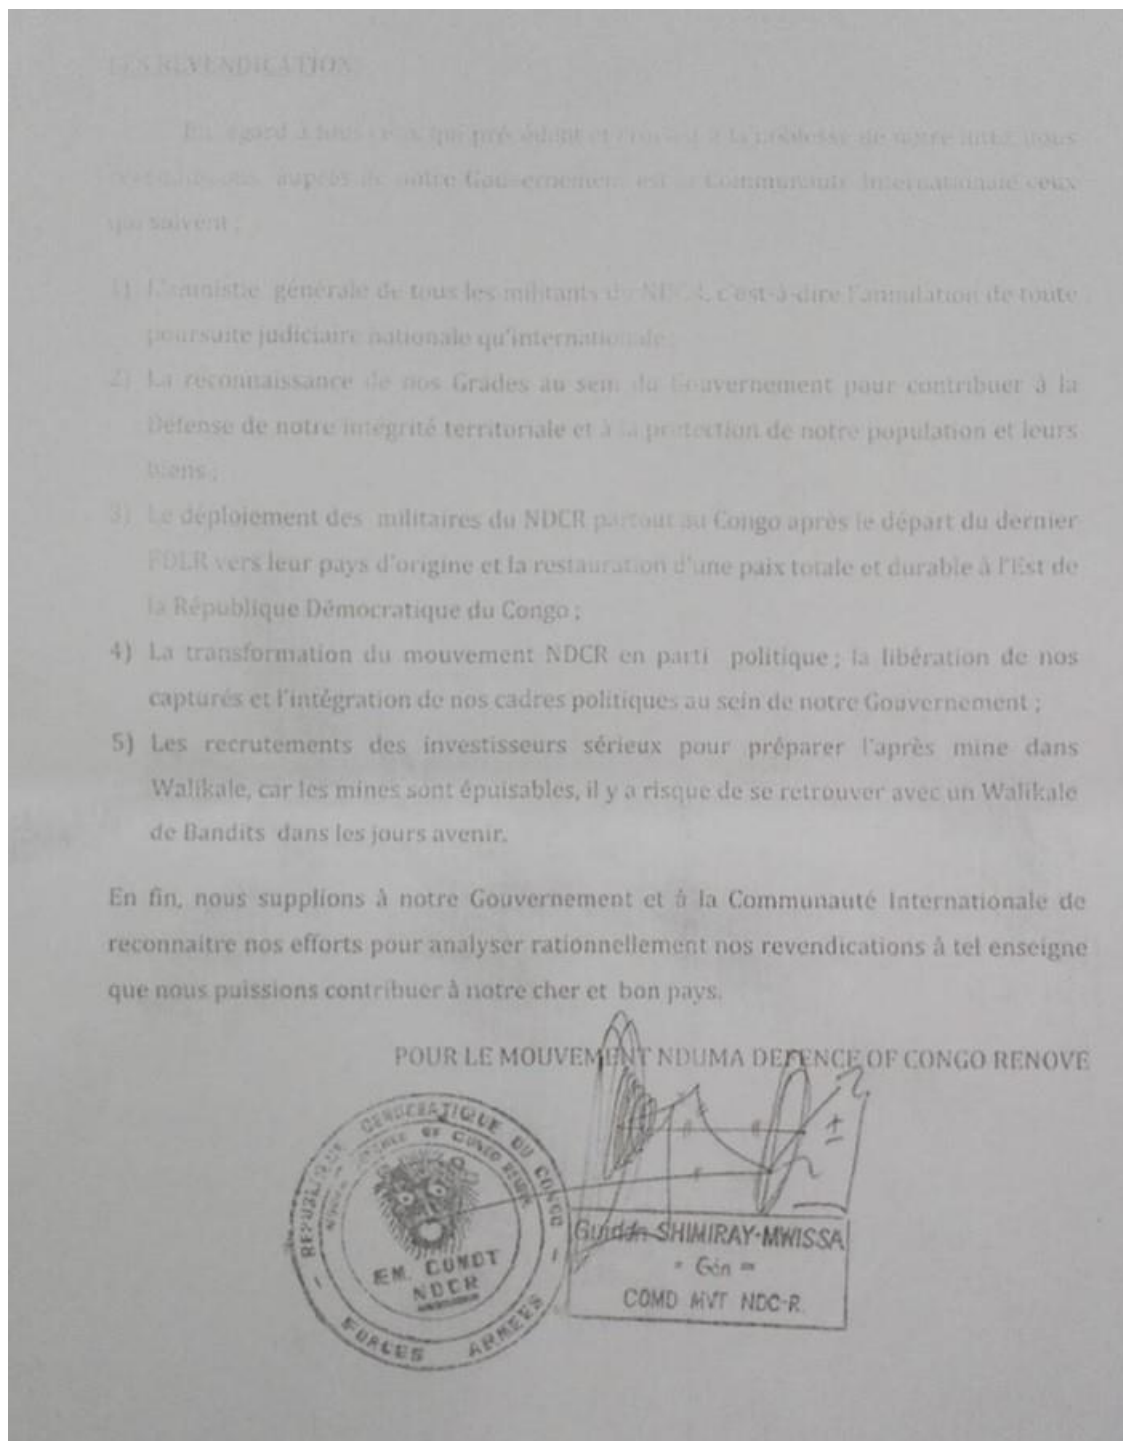 LES REVENDICATION
En égard à tous ceux qui précèdent et à la noblesse de notre lutte, nous
revendiquons auprès de notre Gouvernement est la Communauté Internationale ceux
qui suivent ;
1) L'amnistie générale de tous les militants du NDCR, c'est-à-dire l'annulation de toute
poursuite judiciaire nationale qu'internationale ;
2) La reconnaissance de nos Grades au sein du Gouvernement pour contribuer à la
Défense de notre intégrité territoriale et à la protection de notre population et leurs
biens ;
3) Le déploiement des militaires du NDCR partout au Congo après le départ du dernier
FDLR vers leur pays d'origine et la restauration d'une paix totale et durable à l'Est de
la République Démocratique du Congo ;
4) La transformation du mouvement NDCR en parti politique ; la libération de nos
capturés et l'intégration de nos cadres politiques au sein de notre Gouvernement ;
5) Les recrutements des investisseurs sérieux pour préparer l'après mine dans
Walikale, car les mines sont épuisables, il y a risque de se retrouver avec un Walikale
de Bandits dans les jours avenir.
En fin, nous supplions à notre Gouvernement et à la Communauté Internationale de
reconnaitre nos efforts pour analyser rationnellement nos revendications à tel enseigne
que nous puissions contribuer à notre cher et bon pays.
POUR LE MOUVEMENT NDUMA DEFENCE OF CONGO RENOVE
REPUBLIQUE DEMOCRATIQUE DU CONGO
DEFENCE OF CONGO RENOVE
EM. COMDT
NDCR
FORCES ARMEES
Guidon SHIMIRAY-MWISSA
= Gén =
COMD MVT NDC-R.